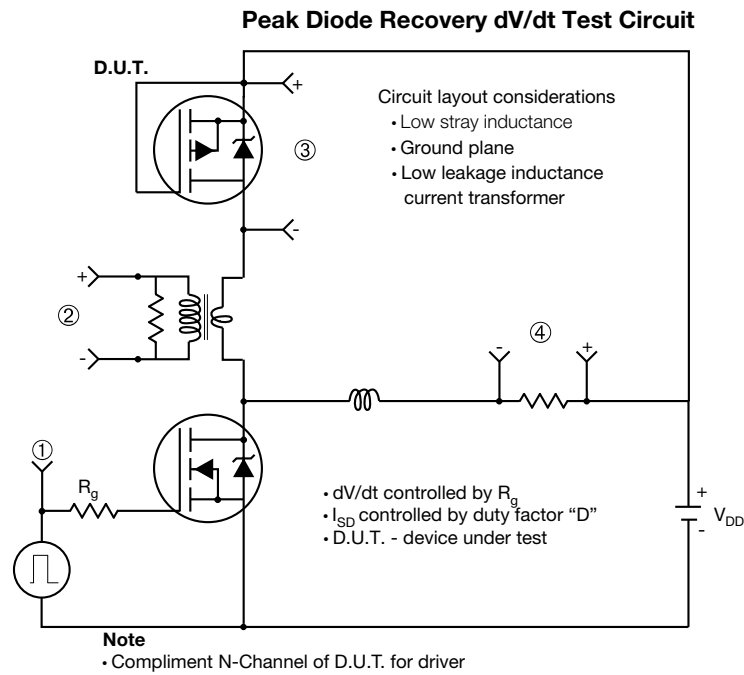 Peak Diode Recovery dV/dt Test Circuit
D.U.T.
+
Circuit layout considerations
• Low stray inductance
③
• Ground plane
• Low leakage inductance
current transformer
-
+
②
-
④
-
+
①
Rg
• dV/dt controlled by Rg
• ISD controlled by duty factor “D”
• D.U.T. - device under test
+
VDD
-
Note
• Compliment N-Channel of D.U.T. for driver